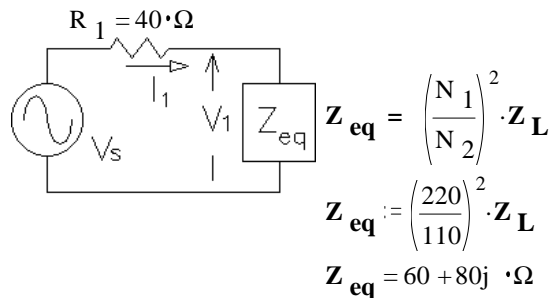 R 1 = 40·Ω
I1
V1
Vs
Zeq
Z eq = (N 1 / N 2)^2 ·Z L
Z eq := (220 / 110)^2 ·Z L
Z eq = 60 + 80j ·Ω